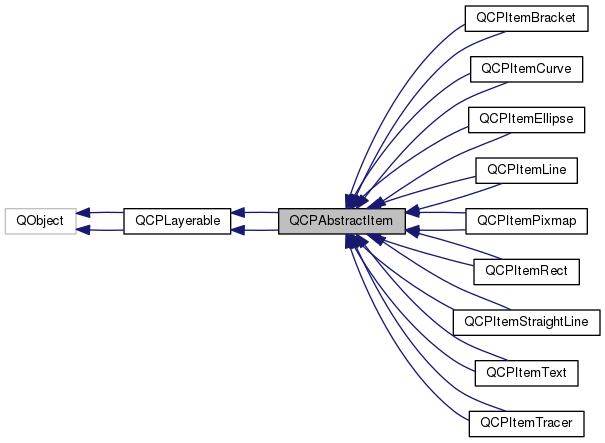 QObject
QCPLayerable
QCPAbstractItem
QCPItemBracket
QCPItemCurve
QCPItemEllipse
QCPItemLine
QCPItemPixmap
QCPItemRect
QCPItemStraightLine
QCPItemText
QCPItemTracer